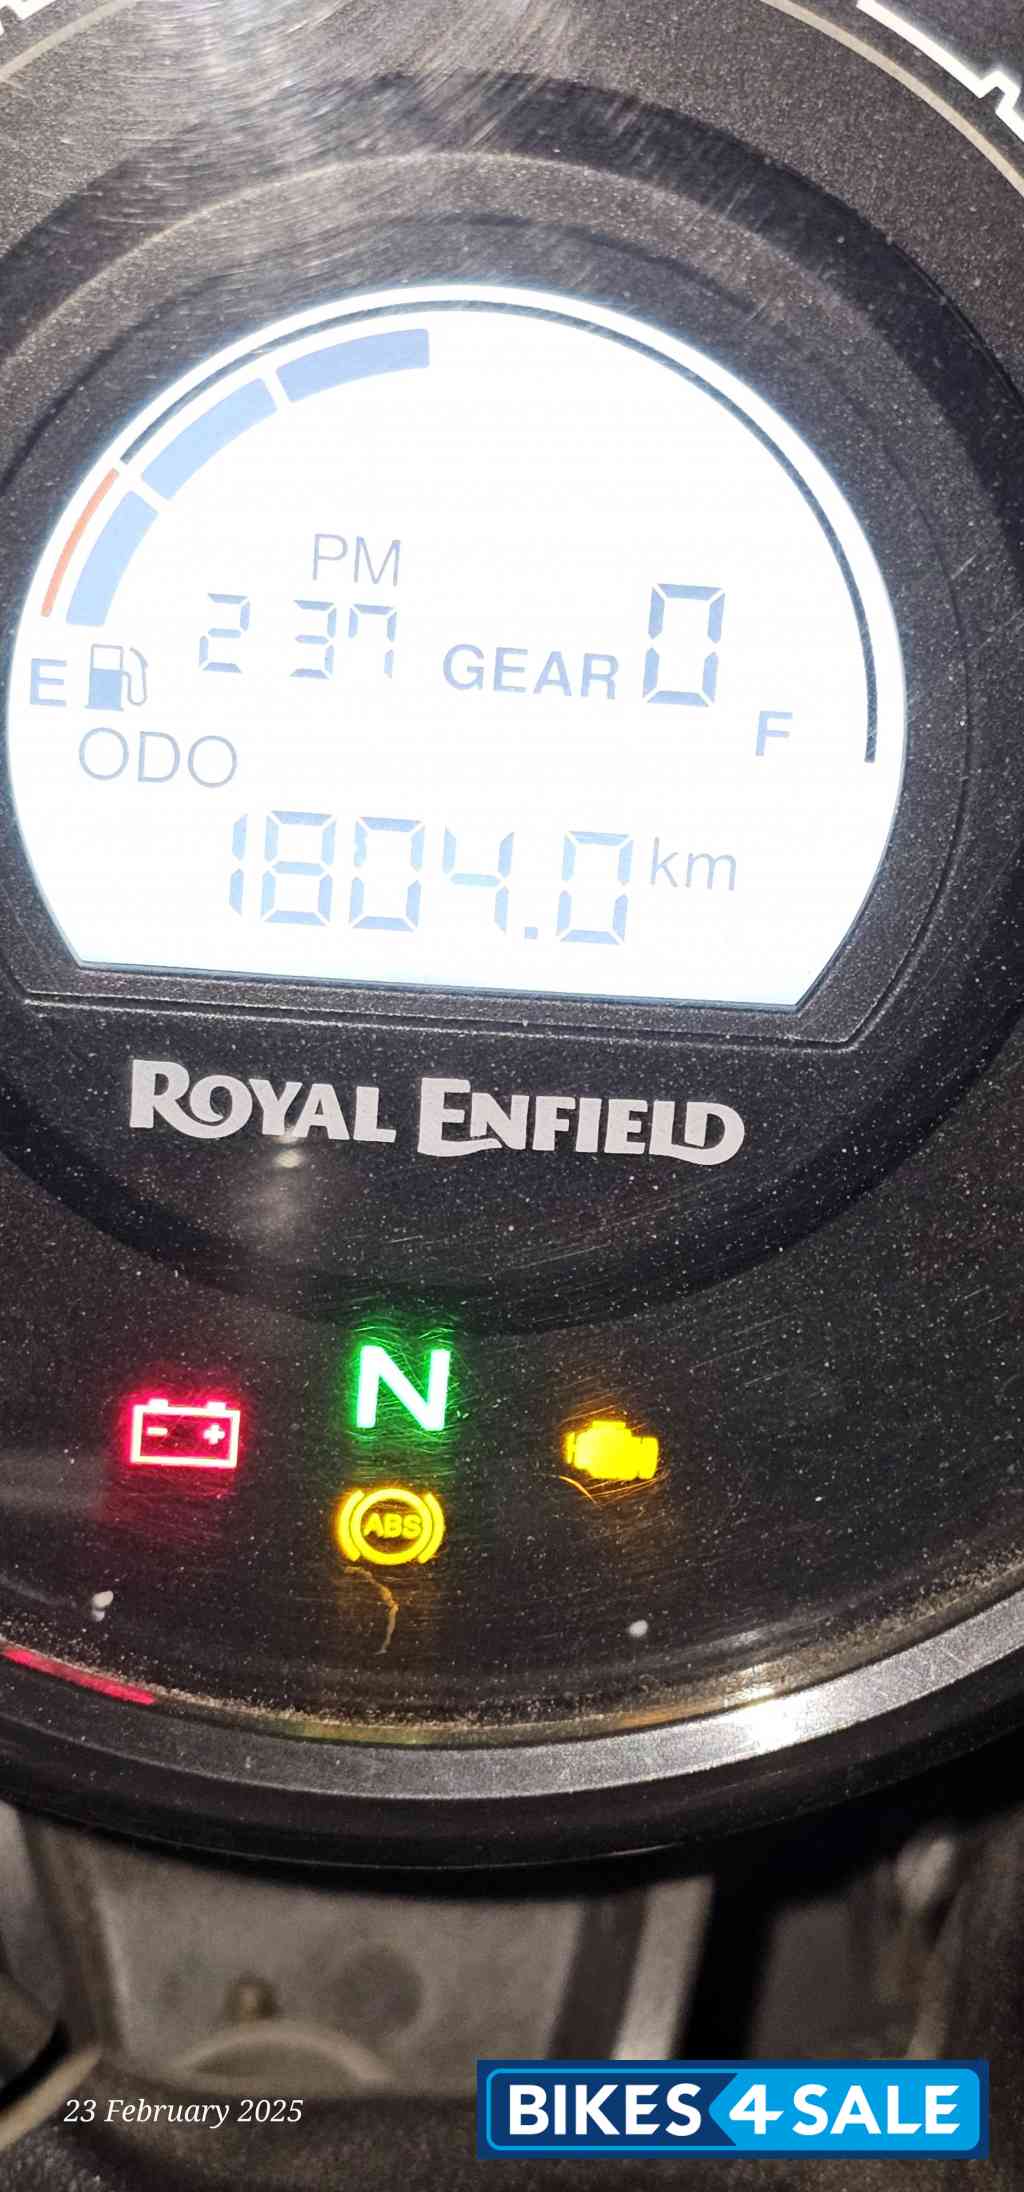 PM
2 37
GEAR 0
E
F
ODO
1804.0 km
ROYAL ENFIELD
N
- +
ABS
23 February 2025
BIKES4SALE